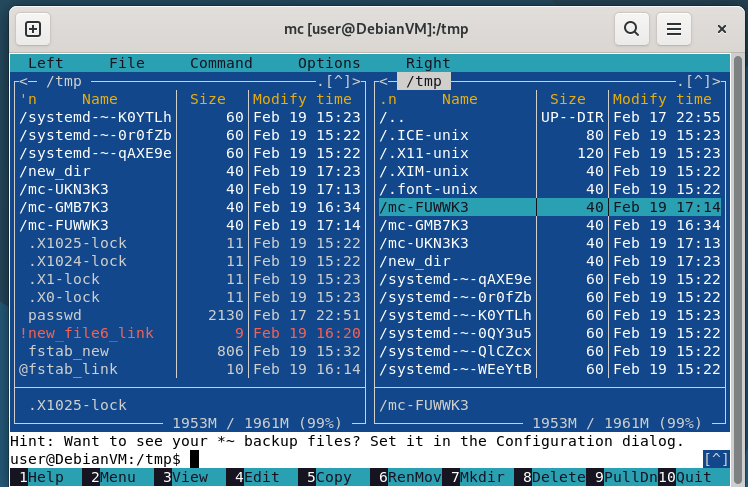 mc [user@DebianVM]:/tmp
Left File Command Options Right
<— /tmp .[^]> <— /tmp .[^]>
'n Name Size Modify time .n Name Size Modify time
/systemd-~-K0YTLh 60 Feb 19 15:23 /.. UP--DIR Feb 17 22:55
/systemd-~-0r0fZb 60 Feb 19 15:22 /.ICE-unix 80 Feb 19 15:23
/systemd-~-qAXE9e 60 Feb 19 15:22 /.X11-unix 120 Feb 19 15:23
/new_dir 40 Feb 19 17:23 /.XIM-unix 40 Feb 19 15:22
/mc-UKN3K3 40 Feb 19 17:13 /.font-unix 40 Feb 19 15:22
/mc-GMB7K3 40 Feb 19 16:34 /mc-FUWWK3 40 Feb 19 17:14
/mc-FUWWK3 40 Feb 19 17:14 /mc-GMB7K3 40 Feb 19 16:34
.X1025-lock 11 Feb 19 15:22 /mc-UKN3K3 40 Feb 19 17:13
.X1024-lock 11 Feb 19 15:22 /new_dir 40 Feb 19 17:23
.X1-lock 11 Feb 19 15:23 /systemd-~-qAXE9e 60 Feb 19 15:22
.X0-lock 11 Feb 19 15:23 /systemd-~-0r0fZb 60 Feb 19 15:22
passwd 2130 Feb 17 22:51 /systemd-~-K0YTLh 60 Feb 19 15:23
!new_file6_link 9 Feb 19 16:20 /systemd-~-0QY3u5 60 Feb 19 15:22
fstab_new 806 Feb 19 15:32 /systemd-~-QlCZcx 60 Feb 19 15:22
@fstab_link 10 Feb 19 16:14 /systemd-~-WEeYtB 60 Feb 19 15:22
.X1025-lock /mc-FUWWK3
1953M / 1961M (99%) 1953M / 1961M (99%)
Hint: Want to see your *~ backup files? Set it in the Configuration dialog.
user@DebianVM:/tmp$ [^]
1Help 2Menu 3View 4Edit 5Copy 6RenMov 7Mkdir 8Delete 9PullDn 10Quit